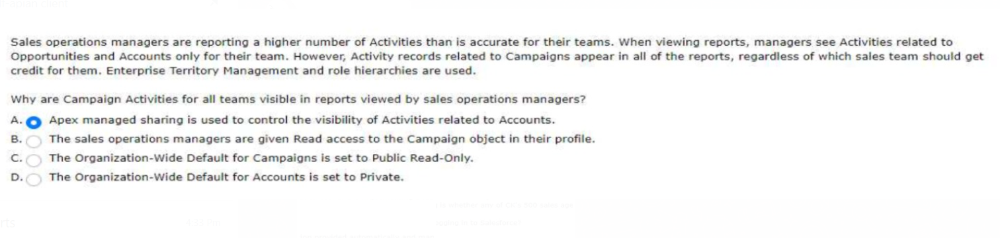 Sales operations managers are reporting a higher number of Activities than is accurate for their teams. When viewing reports, managers see Activities related to
Opportunities and Accounts only for their team. However, Activity records related to Campaigns appear in all of the reports, regardless of which sales team should get
credit for them. Enterprise Territory Management and role hierarchies are used.
Why are Campaign Activities for all teams visible in reports viewed by sales operations managers?
A. Apex managed sharing is used to control the visibility of Activities related to Accounts.
B. The sales operations managers are given Read access to the Campaign object in their profile.
C. The Organization-Wide Default for Campaigns is set to Public Read-Only.
D. The Organization-Wide Default for Accounts is set to Private.